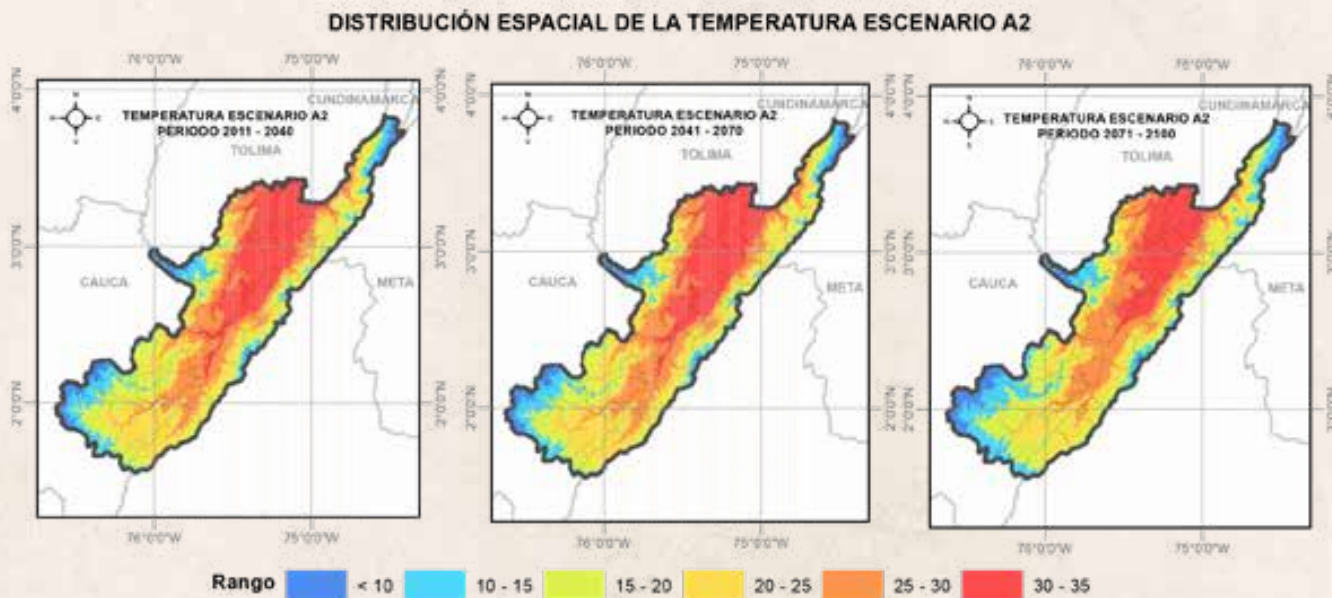 DISTRIBUCIÓN ESPACIAL DE LA TEMPERATURA ESCENARIO A2
76°0'0"W 75°0'0"W
4°0'0"N
CUNDINAMARCA
TEMPERATURA ESCENARIO A2
PERIODO 2011 - 2040
TOLIMA
3°0'0"N
CAUCA
META
2°0'0"N
76°0'0"W 75°0'0"W
76°0'0"W 75°0'0"W
4°0'0"N
CUNDINAMARCA
TEMPERATURA ESCENARIO A2
PERIODO 2041 - 2070
TOLIMA
3°0'0"N
CAUCA
META
2°0'0"N
76°0'0"W 75°0'0"W
76°0'0"W 75°0'0"W
4°0'0"N
CUNDINAMARCA
TEMPERATURA ESCENARIO A2
PERIODO 2071 - 2100
TOLIMA
3°0'0"N
CAUCA
META
2°0'0"N
76°0'0"W 75°0'0"W
Rango < 10 10 - 15 15 - 20 20 - 25 25 - 30 30 - 35